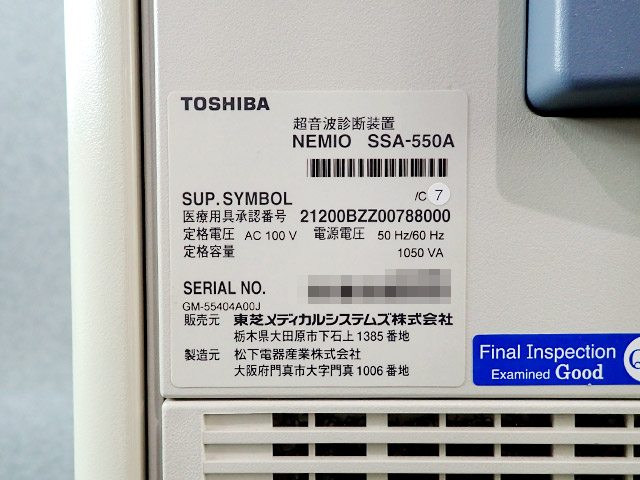 TOSHIBA
超音波診断装置
NEMIO SSA-550A
SUP. SYMBOL /C 7
医療用具承認番号 21200BZZ00788000
定格電圧 AC 100 V 電源電圧 50 Hz/60 Hz
定格容量 1050 VA
SERIAL NO.
GM-55404A00J
販売元 東芝メディカルシステムズ株式会社
栃木県大田原市下石上 1385 番地
製造元 松下電器産業株式会社
大阪府門真市大字門真 1006 番地
Final Inspection
Examined Good